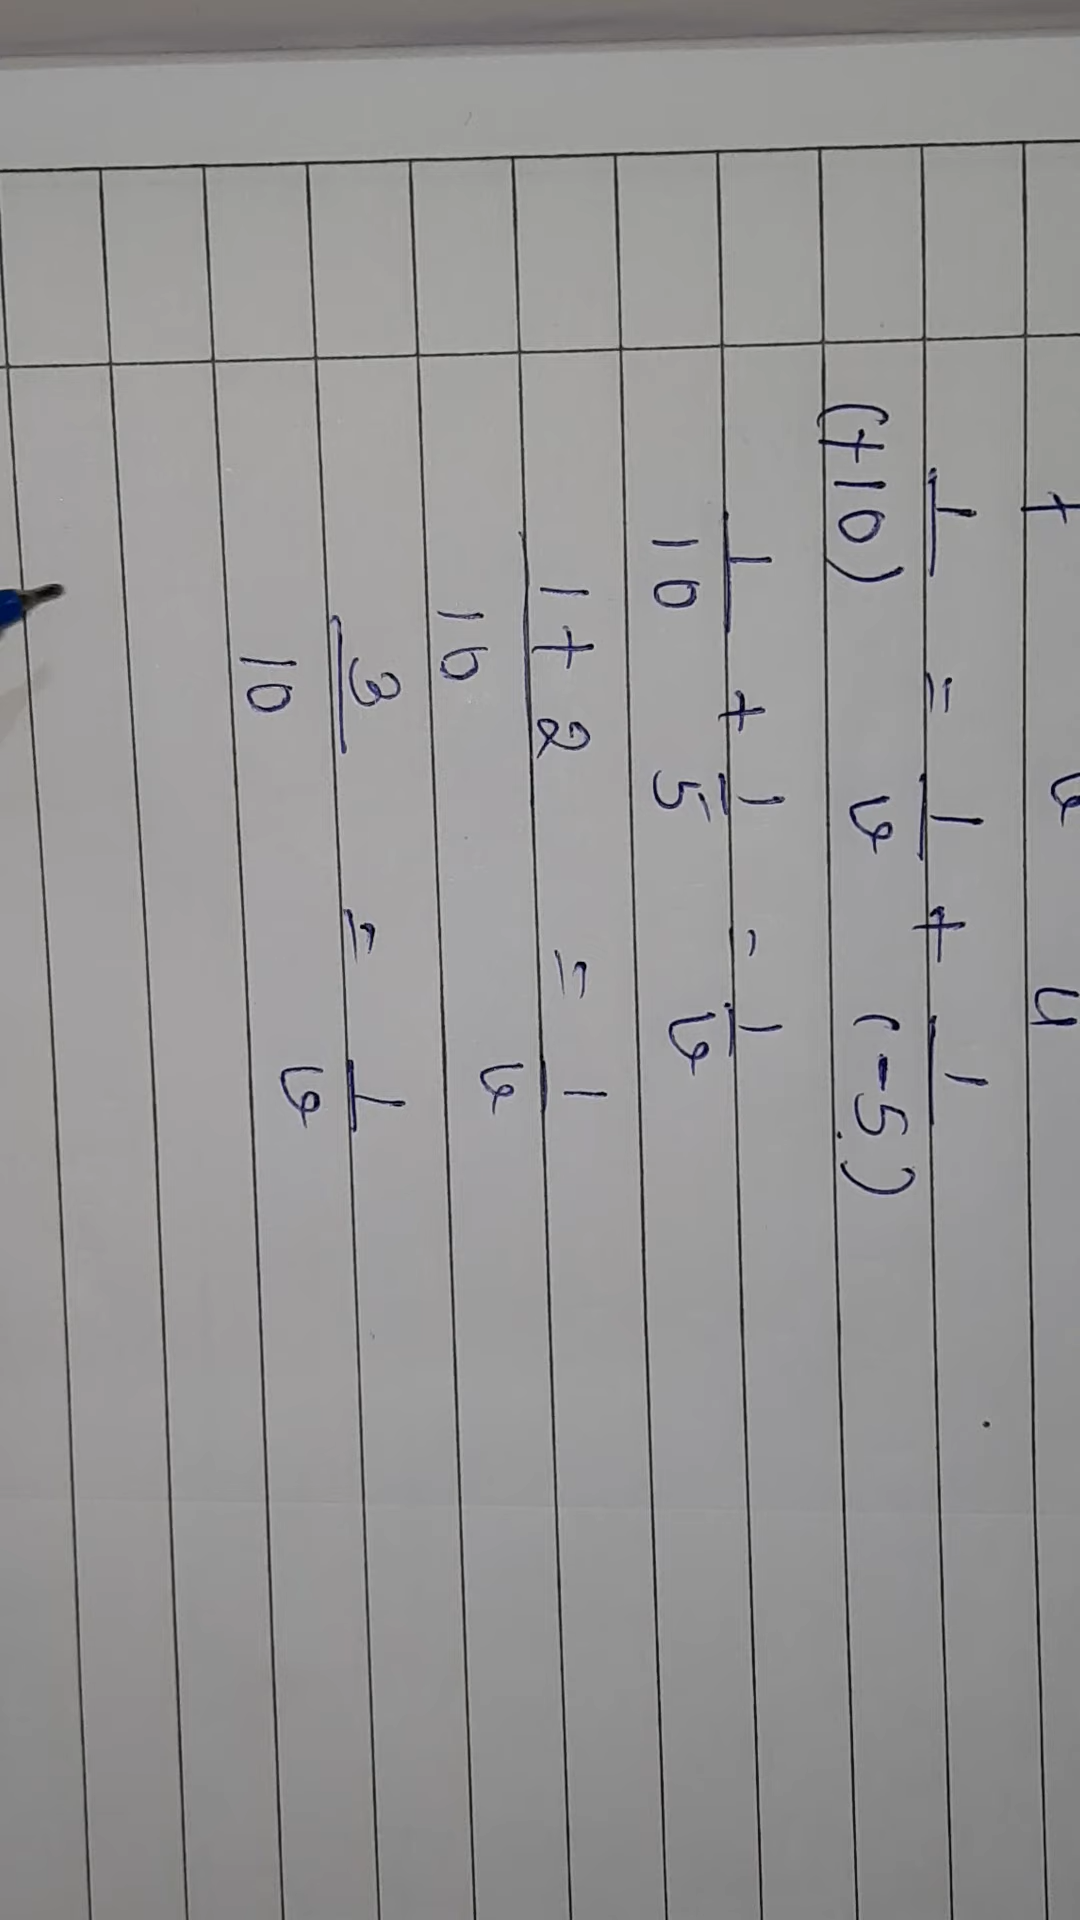 f v u
1/(+10) = 1/v + 1/(-5)
1/10 + 1/5 = 1/v
1+2/10 = 1/v
3/10 = 1/v